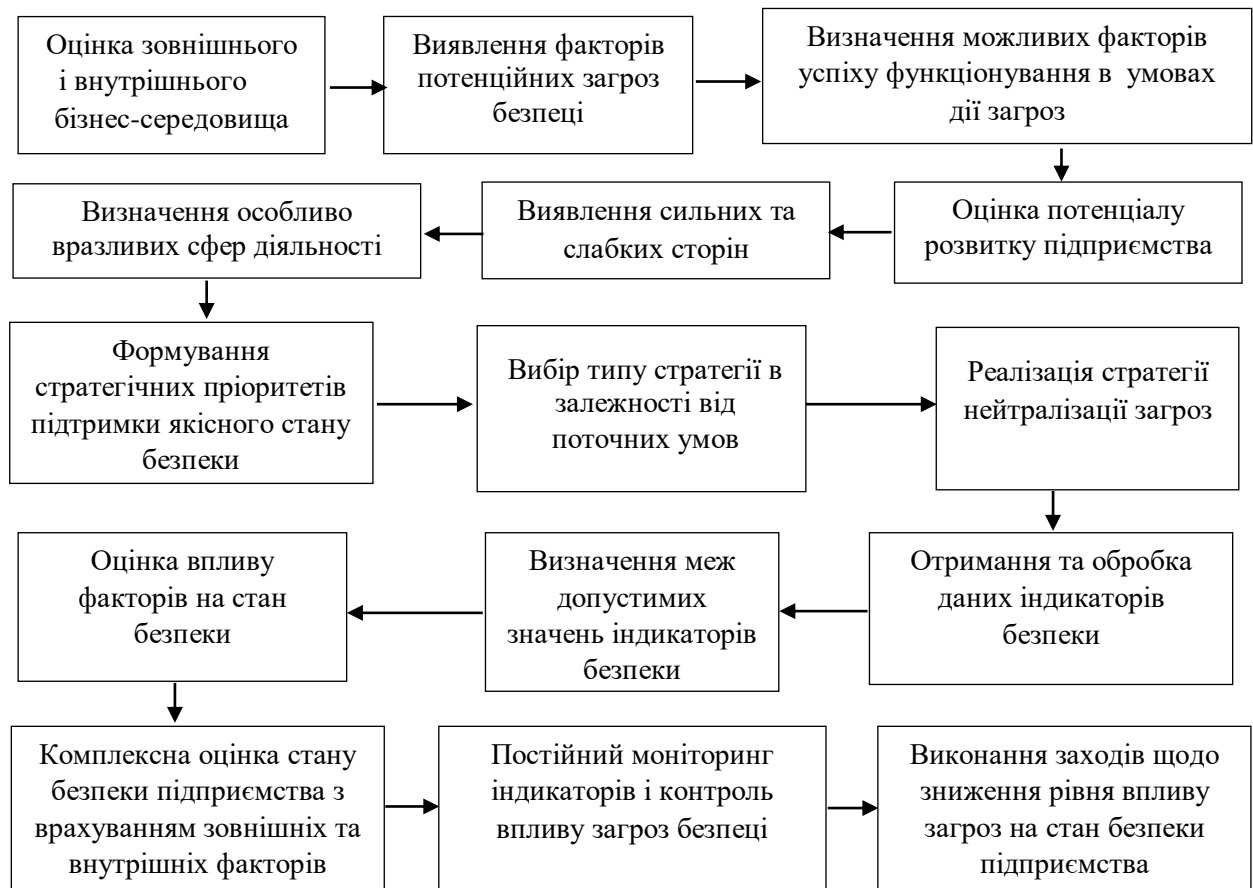 Оцінка зовнішнього
і внутрішнього
бізнес-середовища
Виявлення факторів
потенційних загроз
безпеці
Визначення можливих факторів
успіху функціонування в умовах
дії загроз
Оцінка потенціалу
розвитку підприємства
Виявлення сильних та
слабких сторін
Визначення особливо
вразливих сфер діяльності
Формування
стратегічних пріоритетів
підтримки якісного стану
безпеки
Вибір типу стратегії в
залежності від
поточних умов
Реалізація стратегії
нейтралізації загроз
Отримання та обробка
даних індикаторів
безпеки
Визначення меж
допустимих
значень індикаторів
безпеки
Оцінка впливу
факторів на стан
безпеки
Комплексна оцінка стану
безпеки підприємства з
врахуванням зовнішніх та
внутрішніх факторів
Постійний моніторинг
індикаторів і контроль
впливу загроз безпеці
Виконання заходів щодо
зниження рівня впливу
загроз на стан безпеки
підприємства